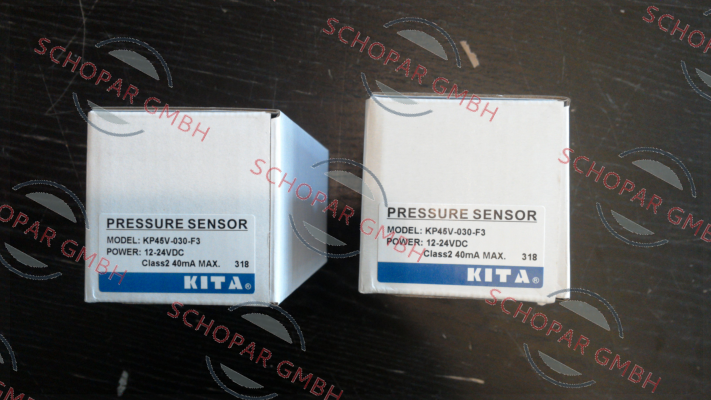 PRESSURE SENSOR
MODEL: KP45V-030-F3
POWER: 12-24VDC
Class2 40mA MAX. 318
KITA®
PRESSURE SENSOR
MODEL: KP45V-030-F3
POWER: 12-24VDC
Class2 40mA MAX. 318
KITA®
SCHOPAR GMBH
SCHOPAR GMBH
SCHOPAR GMBH
SCHOPAR GMBH
SCHOPAR GMBH
SCHOPAR GMBH
SCHOPAR GMBH
SCHOPAR GMBH